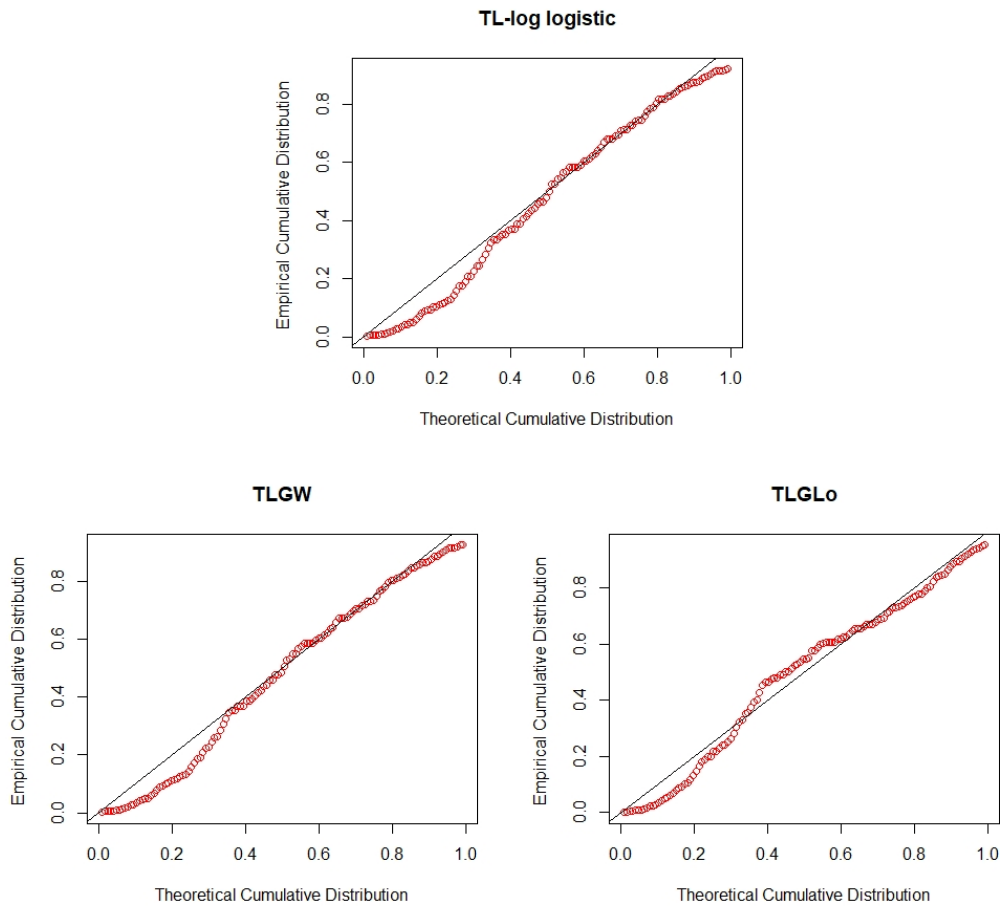 TL-log logistic
Empirical Cumulative Distribution
0.0 0.2 0.4 0.6 0.8
0.0 0.2 0.4 0.6 0.8 1.0
Theoretical Cumulative Distribution
TLGW
Empirical Cumulative Distribution
0.0 0.2 0.4 0.6 0.8
0.0 0.2 0.4 0.6 0.8 1.0
Theoretical Cumulative Distribution
TLGLo
Empirical Cumulative Distribution
0.0 0.2 0.4 0.6 0.8
0.0 0.2 0.4 0.6 0.8 1.0
Theoretical Cumulative Distribution